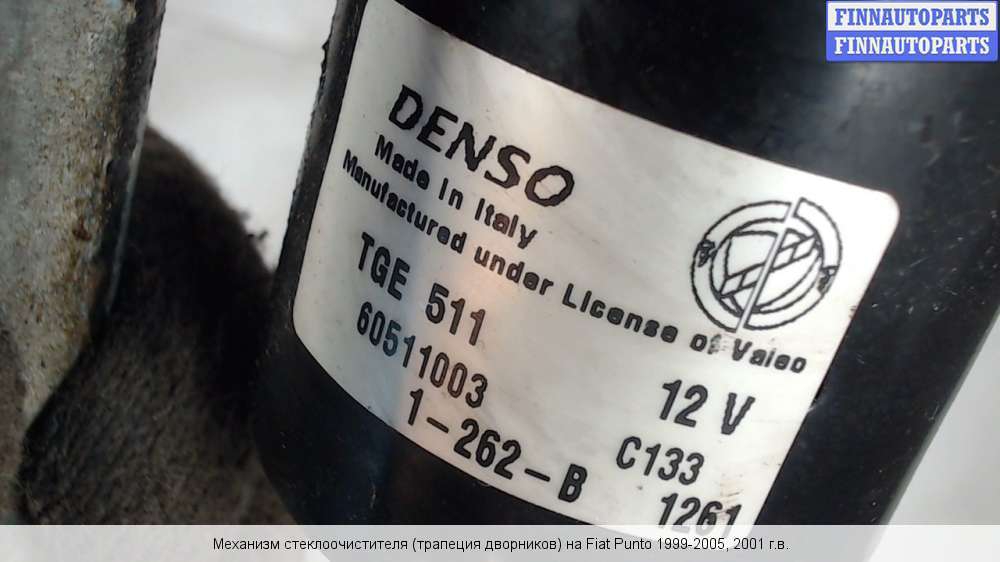 FINNAUTOPARTS
FINNAUTOPARTS
DENSO
Made in Italy
Manufactured under License of Valeo
TGE 511
60511003
12 V
1-262-B
C133
1261
Механизм стеклоочистителя (трапеция дворников) на Fiat Punto 1999-2005, 2001 г.в.